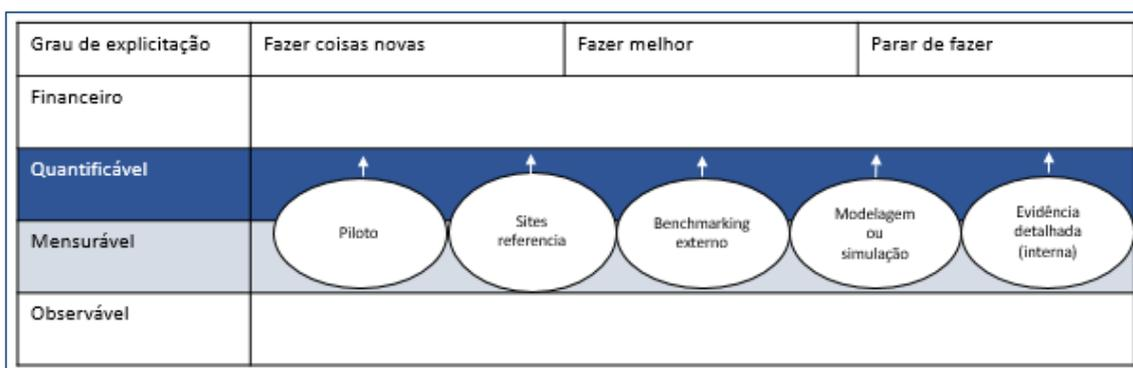 Grau de explicitação
Fazer coisas novas
Fazer melhor
Parar de fazer
Financeiro
Quantificável
Mensurável
Piloto
Sites
referencia
Benchmarking
externo
Modelagem
ou
simulação
Evidência
detalhada
(interna)
Observável